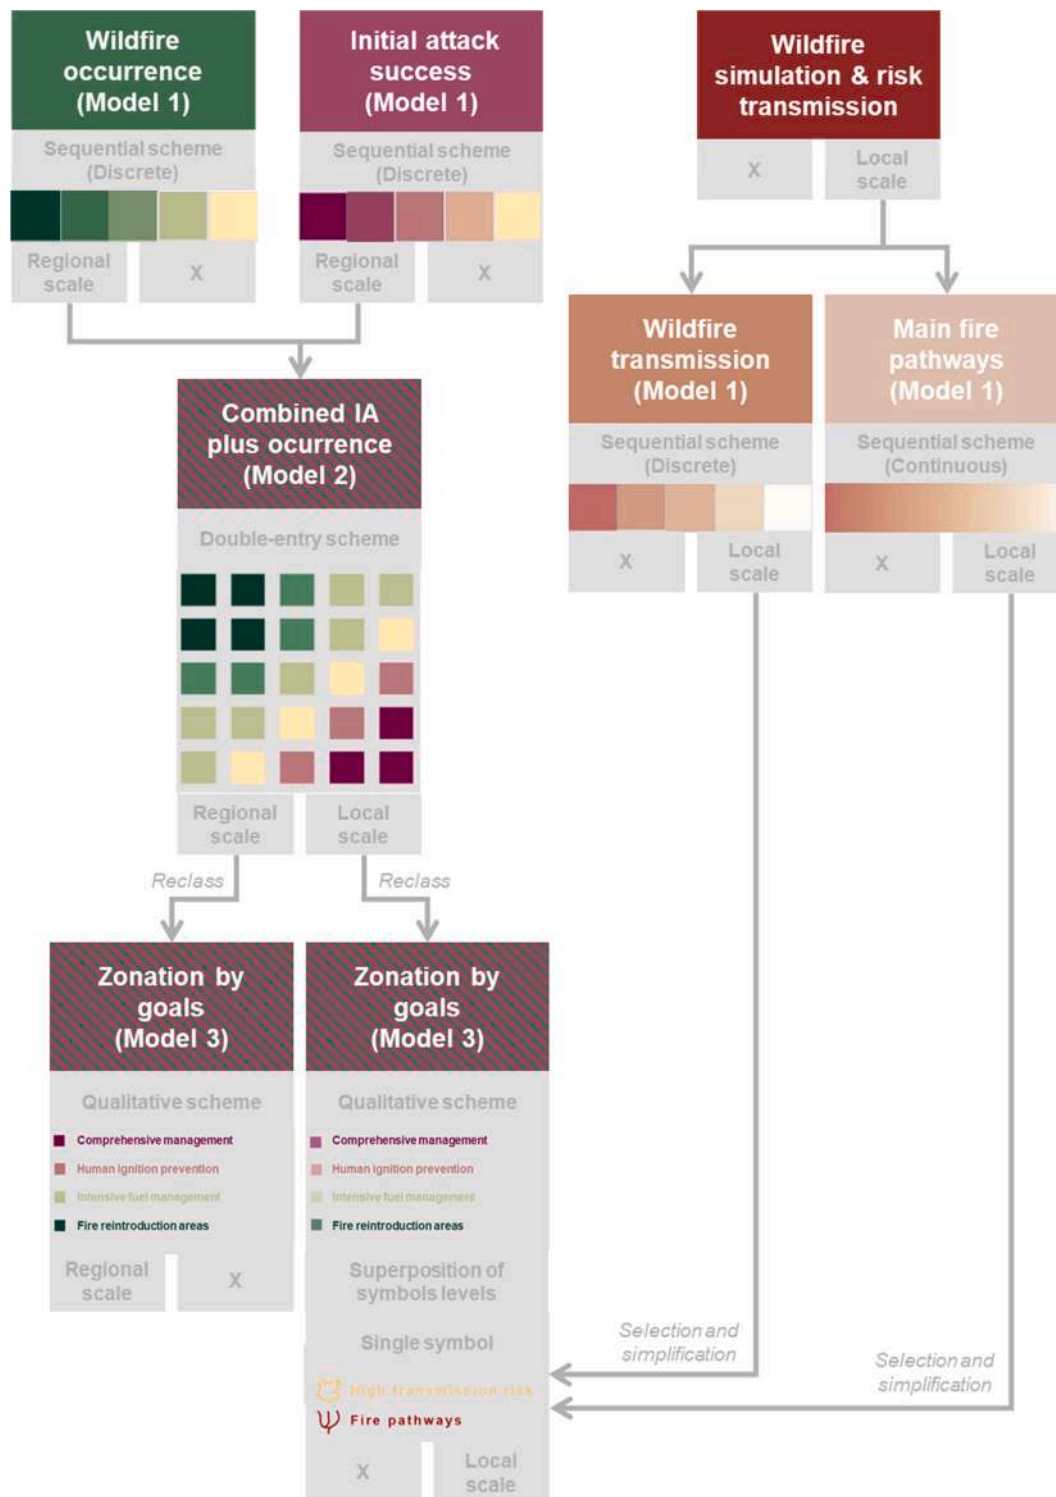 Wildfire
occurrence
(Model 1)
Sequential scheme
(Discrete)
Regional
scale
X
Initial attack
success
(Model 1)
Sequential scheme
(Discrete)
Regional
scale
X
Wildfire
simulation & risk
transmission
X
Local
scale
Wildfire
transmission
(Model 1)
Sequential scheme
(Discrete)
X
Local
scale
Main fire
pathways
(Model 1)
Sequential scheme
(Continuous)
X
Local
scale
Combined IA
plus ocurrence
(Model 2)
Double-entry scheme
Regional
scale
Local
scale
Reclass
Reclass
Zonation by
goals
(Model 3)
Qualitative scheme
Comprehensive management
Human ignition prevention
Intensive fuel management
Fire reintroduction areas
Regional
scale
X
Zonation by
goals
(Model 3)
Qualitative scheme
Comprehensive management
Human ignition prevention
Intensive fuel management
Fire reintroduction areas
Superposition of
symbols levels
Single symbol
High transmission risk
Fire pathways
X
Local
scale
Selection and
simplification
Selection and
simplification